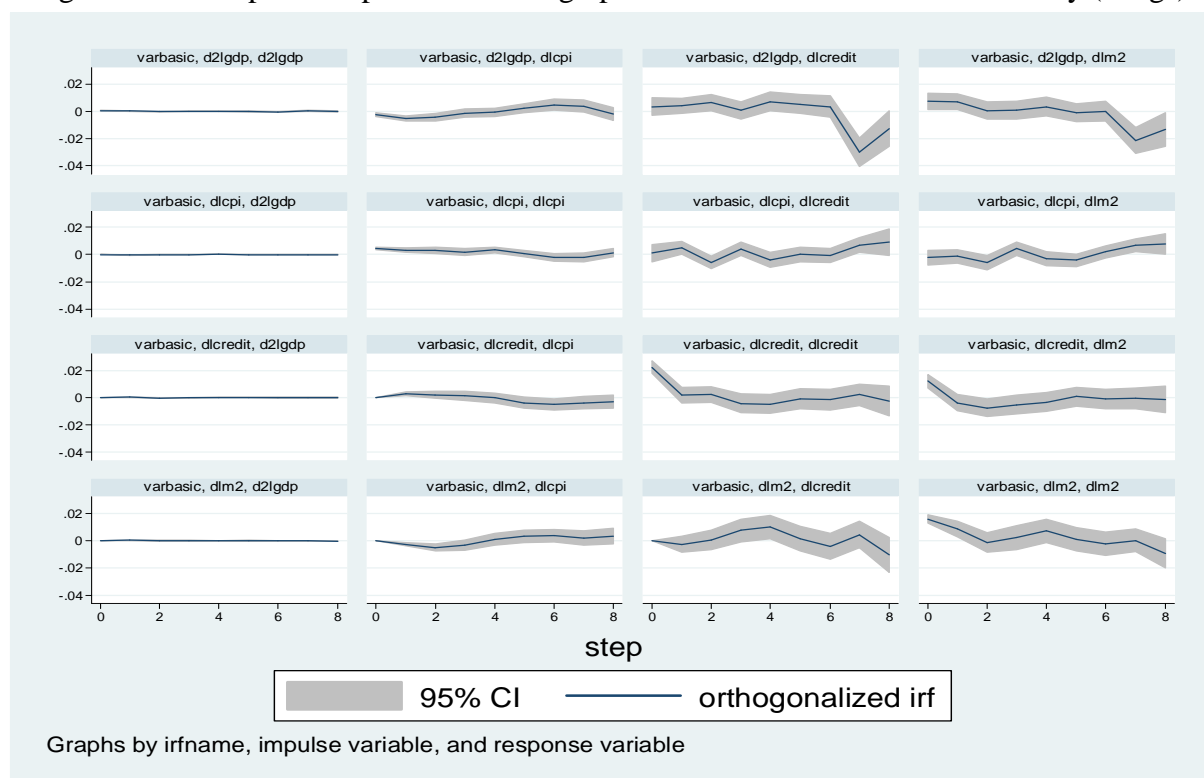 varbasic, d2lgdp, d2lgdp varbasic, d2lgdp, dlcpi varbasic, d2lgdp, dlcredit varbasic, d2lgdp, dlm2
.02
0
-.02
-.04
varbasic, dlcpi, d2lgdp varbasic, dlcpi, dlcpi varbasic, dlcpi, dlcredit varbasic, dlcpi, dlm2
.02
0
-.02
-.04
varbasic, dlcredit, d2lgdp varbasic, dlcredit, dlcpi varbasic, dlcredit, dlcredit varbasic, dlcredit, dlm2
.02
0
-.02
-.04
varbasic, dlm2, d2lgdp varbasic, dlm2, dlcpi varbasic, dlm2, dlcredit varbasic, dlm2, dlm2
.02
0
-.02
-.04
0 2 4 6 8 0 2 4 6 8 0 2 4 6 8 0 2 4 6 8
step
95% CI orthogonalized irf
Graphs by irfname, impulse variable, and response variable